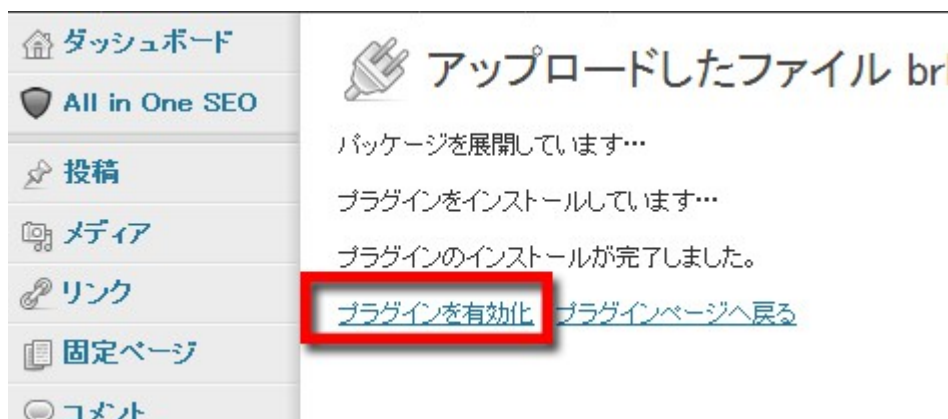 ダッシュボード
All in One SEO
投稿
メディア
リンク
固定ページ
コメント
アップロードしたファイル br
パッケージを展開しています…
プラグインをインストールしています…
プラグインのインストールが完了しました。
プラグインを有効化 プラグインページへ戻る